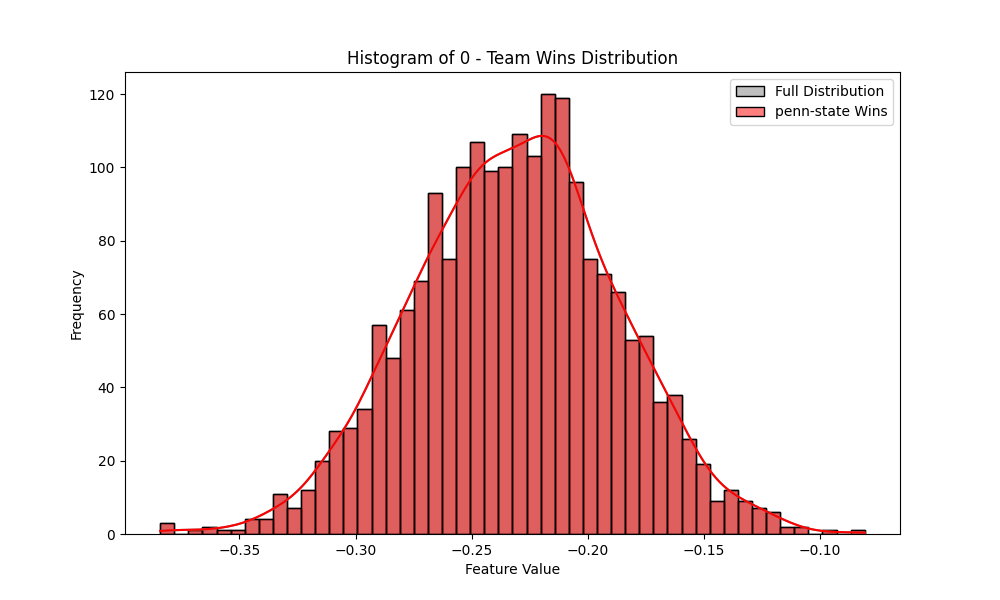 Histogram of 0 - Team Wins Distribution
Full Distribution
penn-state Wins
Frequency
120
100
80
60
40
20
0
−0.35 −0.30 −0.25 −0.20 −0.15 −0.10
Feature Value